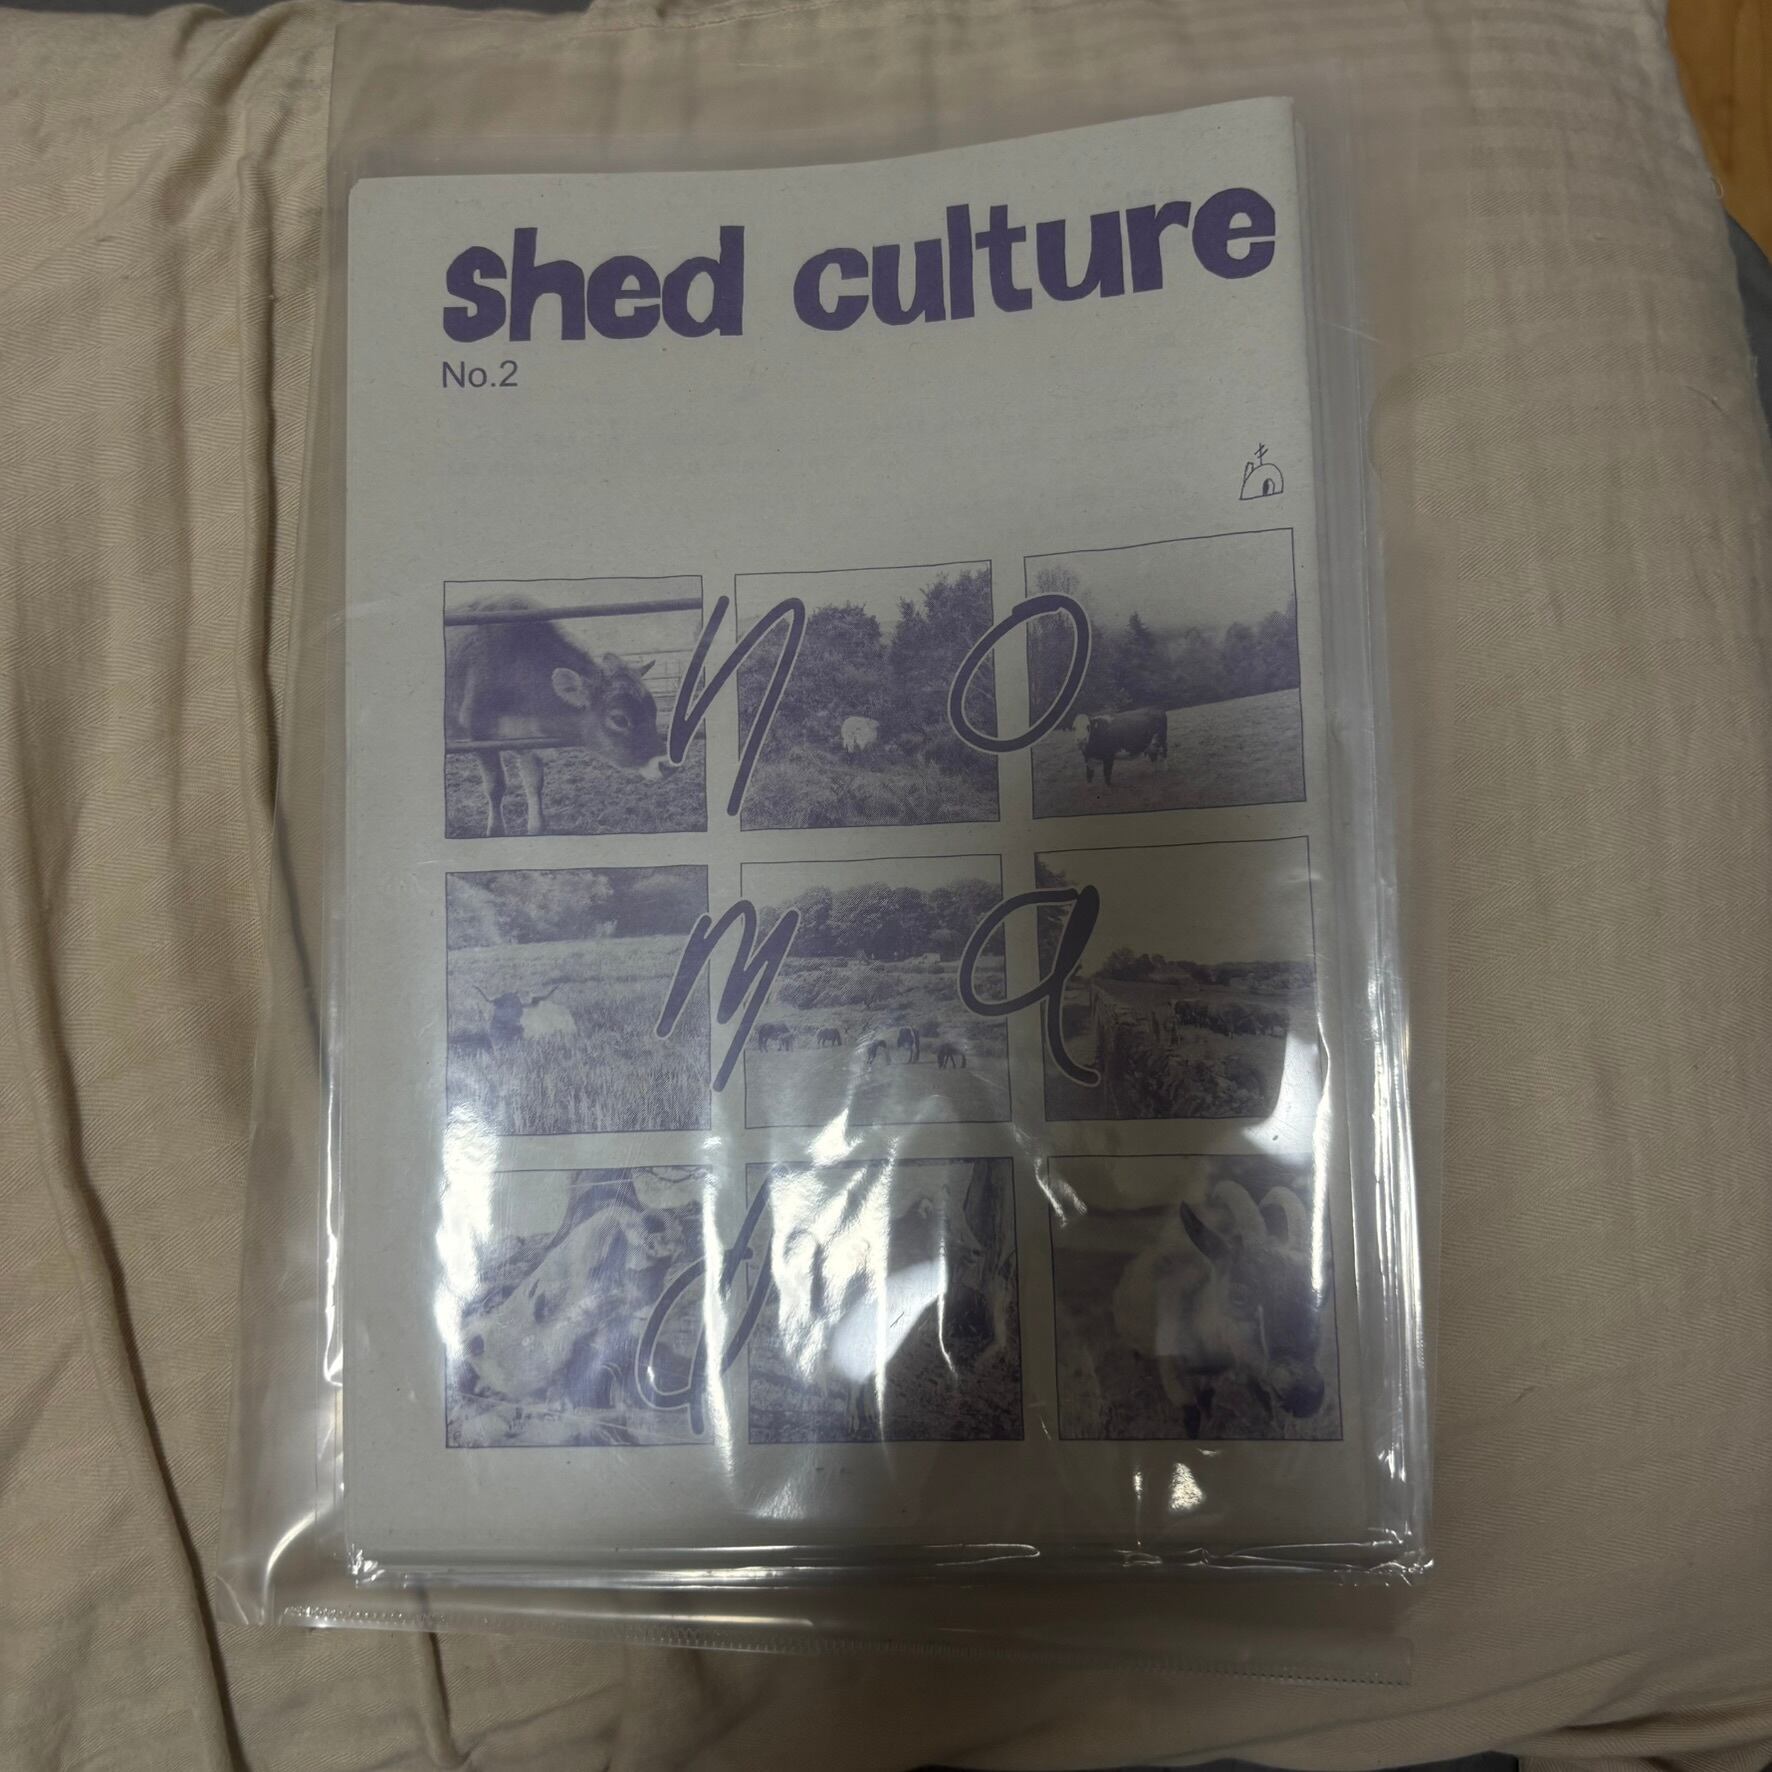 shed culture
No.2
n o
m a
d